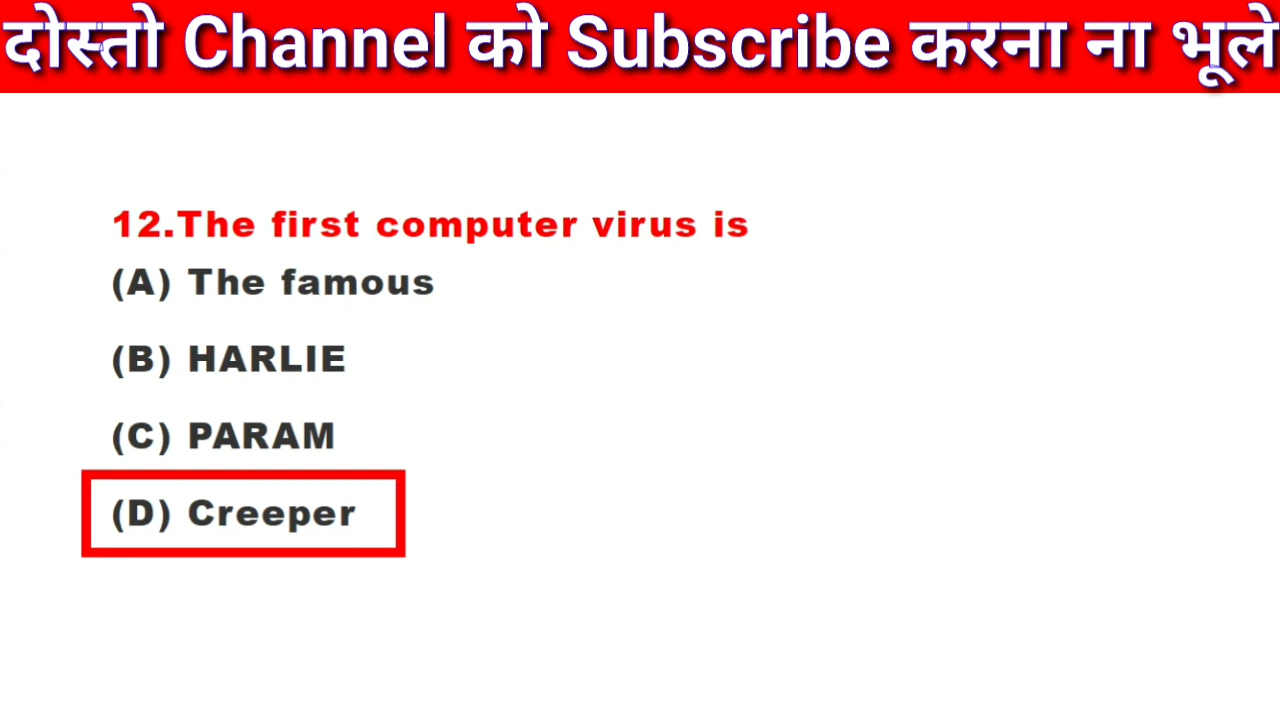 दोस्तो Channel को Subscribe करना ना भूले
12.The first computer virus is
(A) The famous
(B) HARLIE
(C) PARAM
(D) Creeper